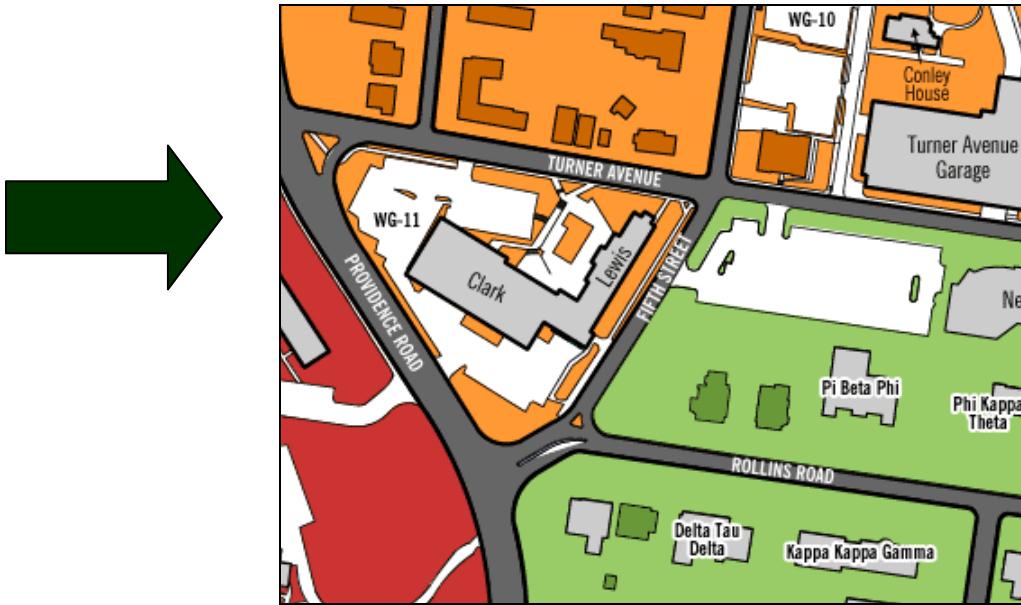 WG-10
Conley
House
Turner Avenue
Garage
TURNER AVENUE
WG-11
Clark
Lewis
FIFTH STREET
PROVIDENCE ROAD
Ne
Pi Beta Phi
Phi Kappa
Theta
ROLLINS ROAD
Delta Tau
Delta
Kappa Kappa Gamma